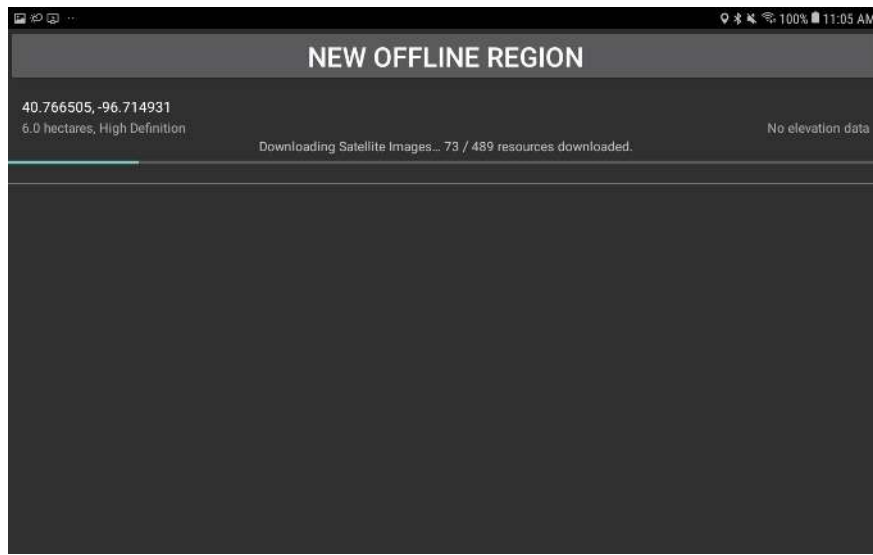 100% 11:05 AM
NEW OFFLINE REGION
40.766505, -96.714931
6.0 hectares, High Definition
No elevation data
Downloading Satellite Images... 73 / 489 resources downloaded.